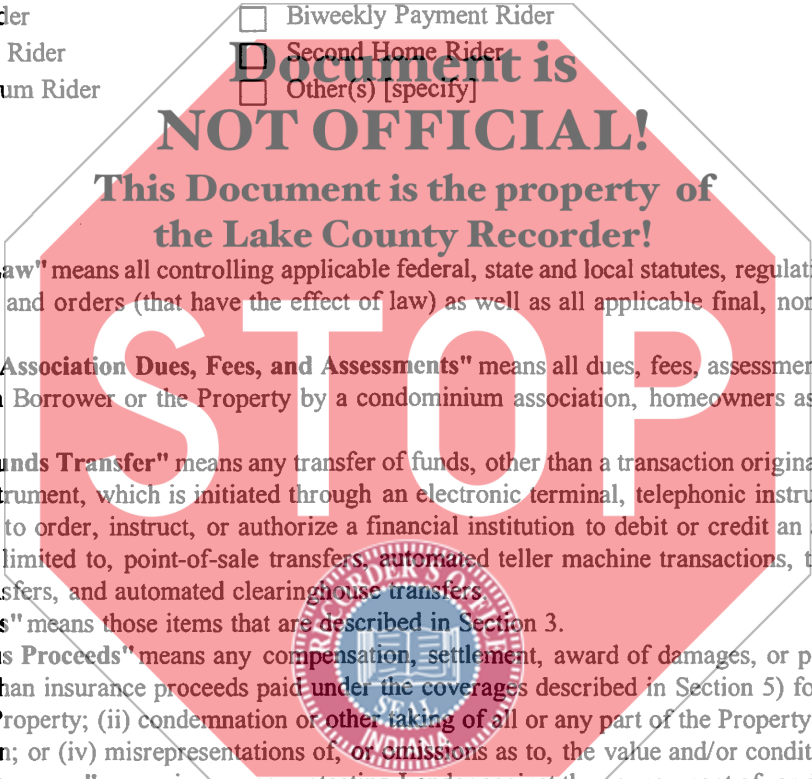 der ☐ Biweekly Payment Rider
Rider ☐ Second Home Rider
um Rider ☐ Other(s) [specify]
Document is
NOT OFFICIAL!
This Document is the property of
the Lake County Recorder!
aw" means all controlling applicable federal, state and local statutes, regulati
and orders (that have the effect of law) as well as all applicable final, non
Association Dues, Fees, and Assessments" means all dues, fees, assessmen
Borrower or the Property by a condominium association, homeowners as
STOP
unds Transfer" means any transfer of funds, other than a transaction origina
trument, which is initiated through an electronic terminal, telephonic instru
to order, instruct, or authorize a financial institution to debit or credit an
limited to, point-of-sale transfers, automated teller machine transactions, t
sfers, and automated clearinghouse transfers.
s" means those items that are described in Section 3.
s Proceeds" means any compensation, settlement, award of damages, or p
han insurance proceeds paid under the coverages described in Section 5) fo
Property; (ii) condemnation or other taking of all or any part of the Property
n; or (iv) misrepresentations of, or omissions as to, the value and/or condit
RECORDER'S OFFICE
SEAL
INDIANA